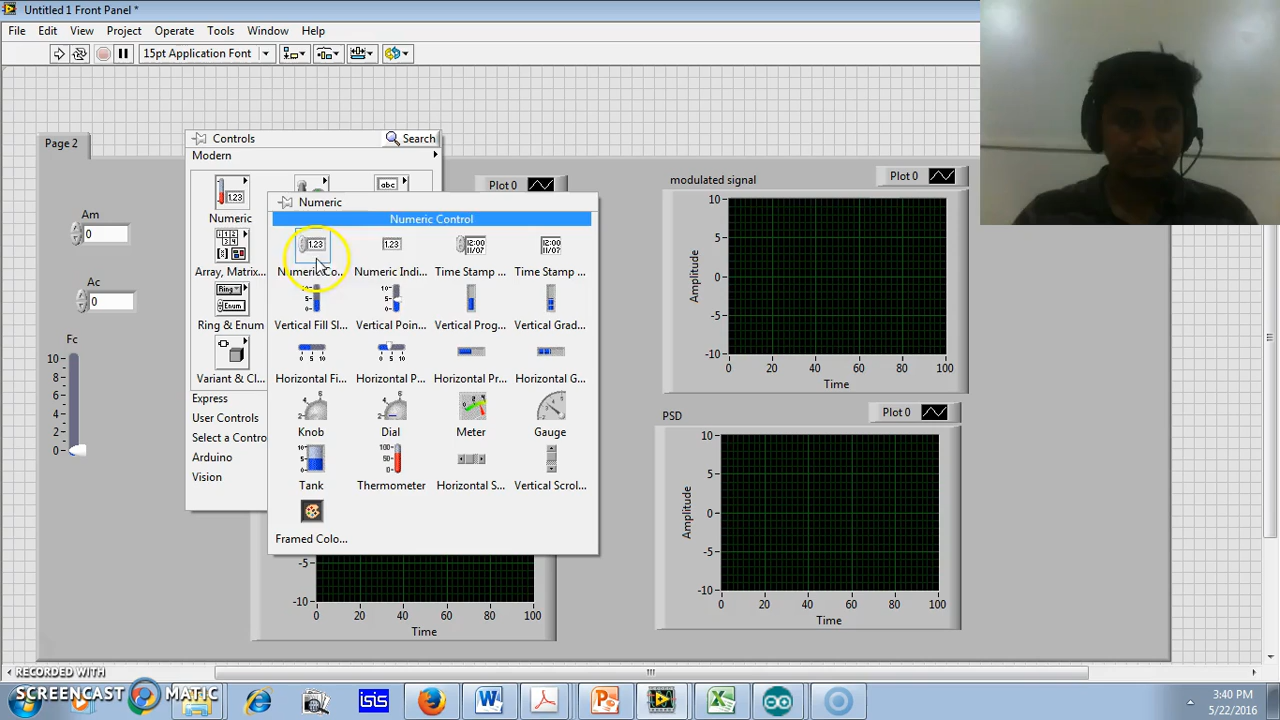 Untitled 1 Front Panel *
File Edit View Project Operate Tools Window Help
15pt Application Font
Page 2
Controls Search
Modern
Numeric
Array, Matrix...
Ring & Enum
Variant & Cl...
Express
User Controls
Select a Contro
Arduino
Vision
Numeric
Numeric Control
Numeric Co... Numeric Indi... Time Stamp ... Time Stamp ...
Vertical Fill Sl... Vertical Poin... Vertical Prog... Vertical Grad...
Horizontal Fi... Horizontal P... Horizontal Pr... Horizontal G...
Knob Dial Meter Gauge
Tank Thermometer Horizontal S... Vertical Scrol...
Framed Colo...
Am
0
Ac
0
Fc
10
8
6
4
2
0
Plot 0
-5
-10
0 20 40 60 80 100
Time
modulated signal
Plot 0
Amplitude
10
5
0
-5
-10
0 20 40 60 80 100
Time
PSD
Plot 0
Amplitude
10
5
0
-5
-10
0 20 40 60 80 100
Time
RECORDED WITH
SCREENCAST MATIC
isis
3:40 PM
5/22/2016